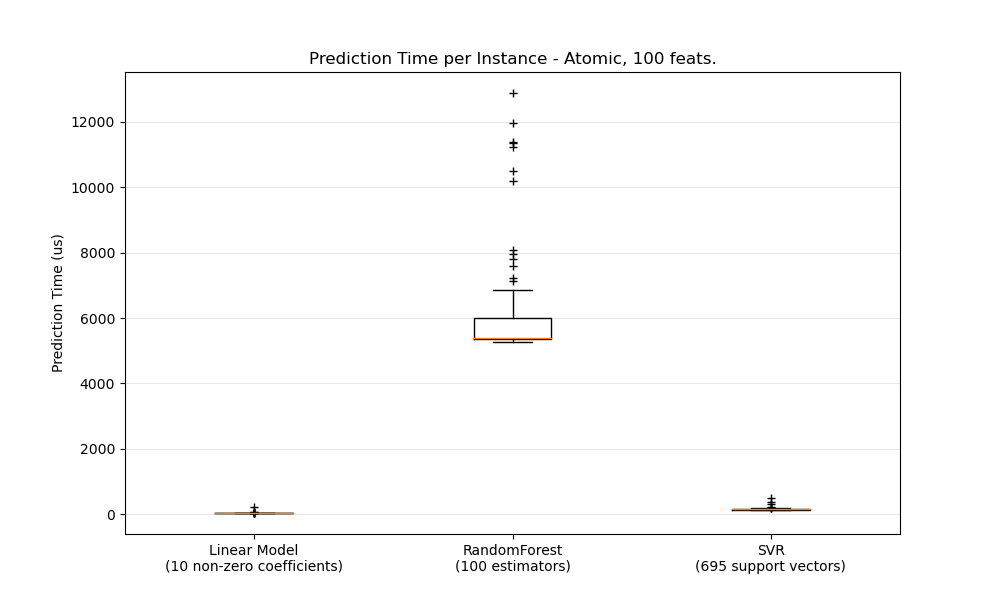 Prediction Time per Instance - Atomic, 100 feats.
Prediction Time (us)
12000
10000
8000
6000
4000
2000
0
Linear Model
(10 non-zero coefficients)
RandomForest
(100 estimators)
SVR
(695 support vectors)